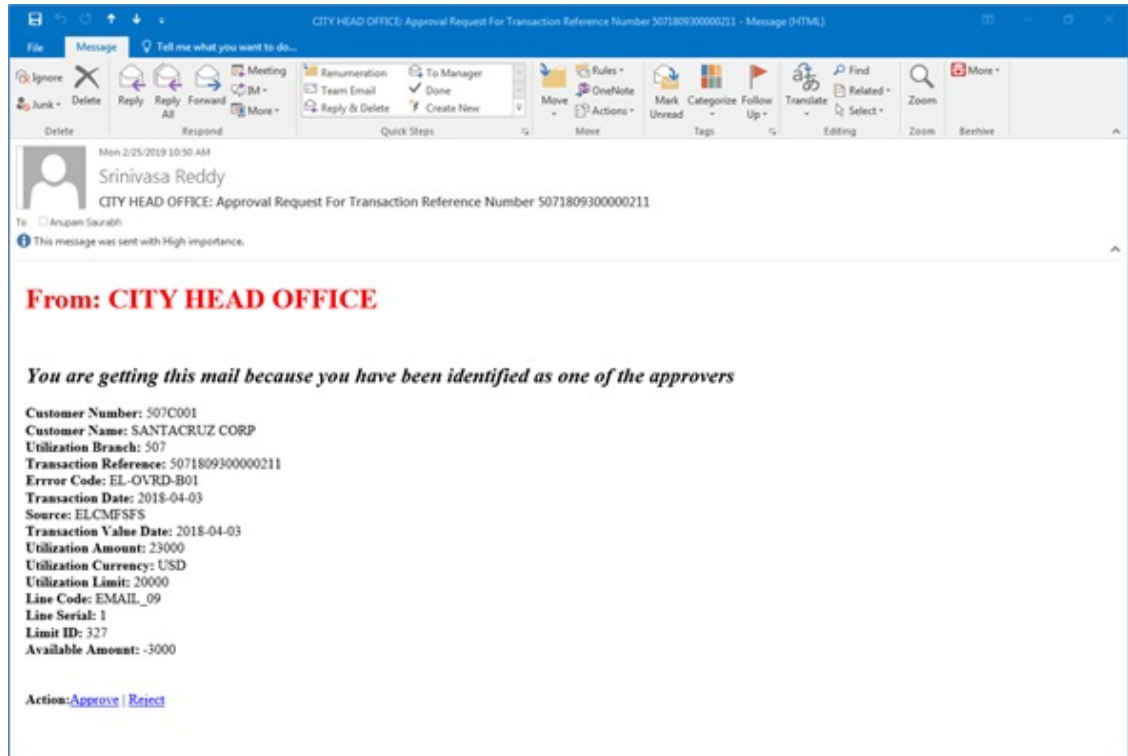 CITY HEAD OFFICE: Approval Request For Transaction Reference Number 5071809300000211 - Message (HTML)
File Message Tell me what you want to do...
Ignore
Junk
Delete
Reply
Reply All
Forward
Meeting
IM
More
Renumeration
Team Email
Reply & Delete
To Manager
Done
Create New
Move
Rules
OneNote
Actions
Mark Unread
Categorize
Follow Up
Translate
Find
Related
Select
Zoom
More
Delete Respond Quick Steps Move Tags Editing Zoom Beehive
Mon 2/25/2019 10:50 AM
Srinivasa Reddy
CITY HEAD OFFICE: Approval Request For Transaction Reference Number 5071809300000211
To Anupam Saurabh
This message was sent with High importance.
From: CITY HEAD OFFICE
You are getting this mail because you have been identified as one of the approvers
Customer Number: 507C001
Customer Name: SANTACRUZ CORP
Utilization Branch: 507
Transaction Reference: 5071809300000211
Errror Code: EL-OVRD-B01
Transaction Date: 2018-04-03
Source: ELCMFSFS
Transaction Value Date: 2018-04-03
Utilization Amount: 23000
Utilization Currency: USD
Utilization Limit: 20000
Line Code: EMAIL_09
Line Serial: 1
Limit ID: 327
Available Amount: -3000
Action:Approve | Reject